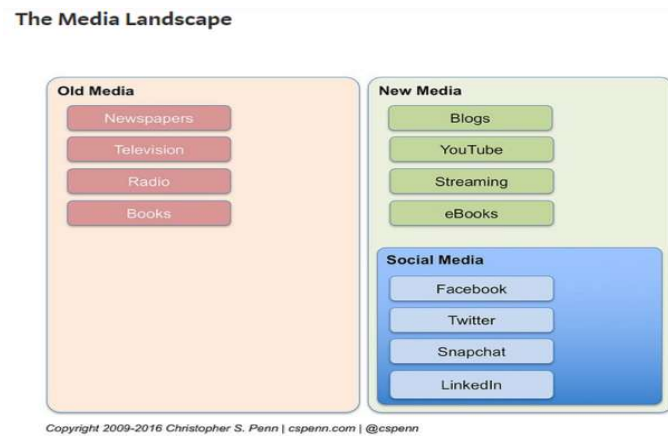 The Media Landscape
Old Media
Newspapers
Television
Radio
Books
New Media
Blogs
YouTube
Streaming
eBooks
Social Media
Facebook
Twitter
Snapchat
LinkedIn
Copyright 2009-2016 Christopher S. Penn | cspenn.com | @cspenn